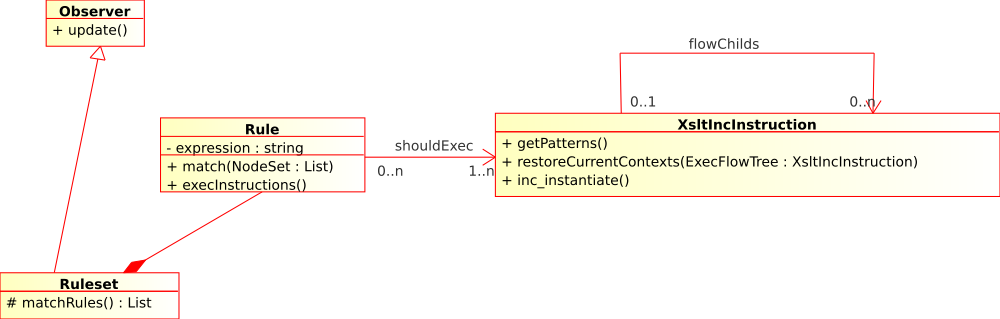 Observer
+ update()
flowChilds
0..1
0..n
Rule
- expression : string
+ match(NodeSet : List)
+ execInstructions()
shouldExec
0..n
1..n
XsltIncInstruction
+ getPatterns()
+ restoreCurrentContexts(ExecFlowTree : XsltIncInstruction)
+ inc_instantiate()
Ruleset
# matchRules() : List